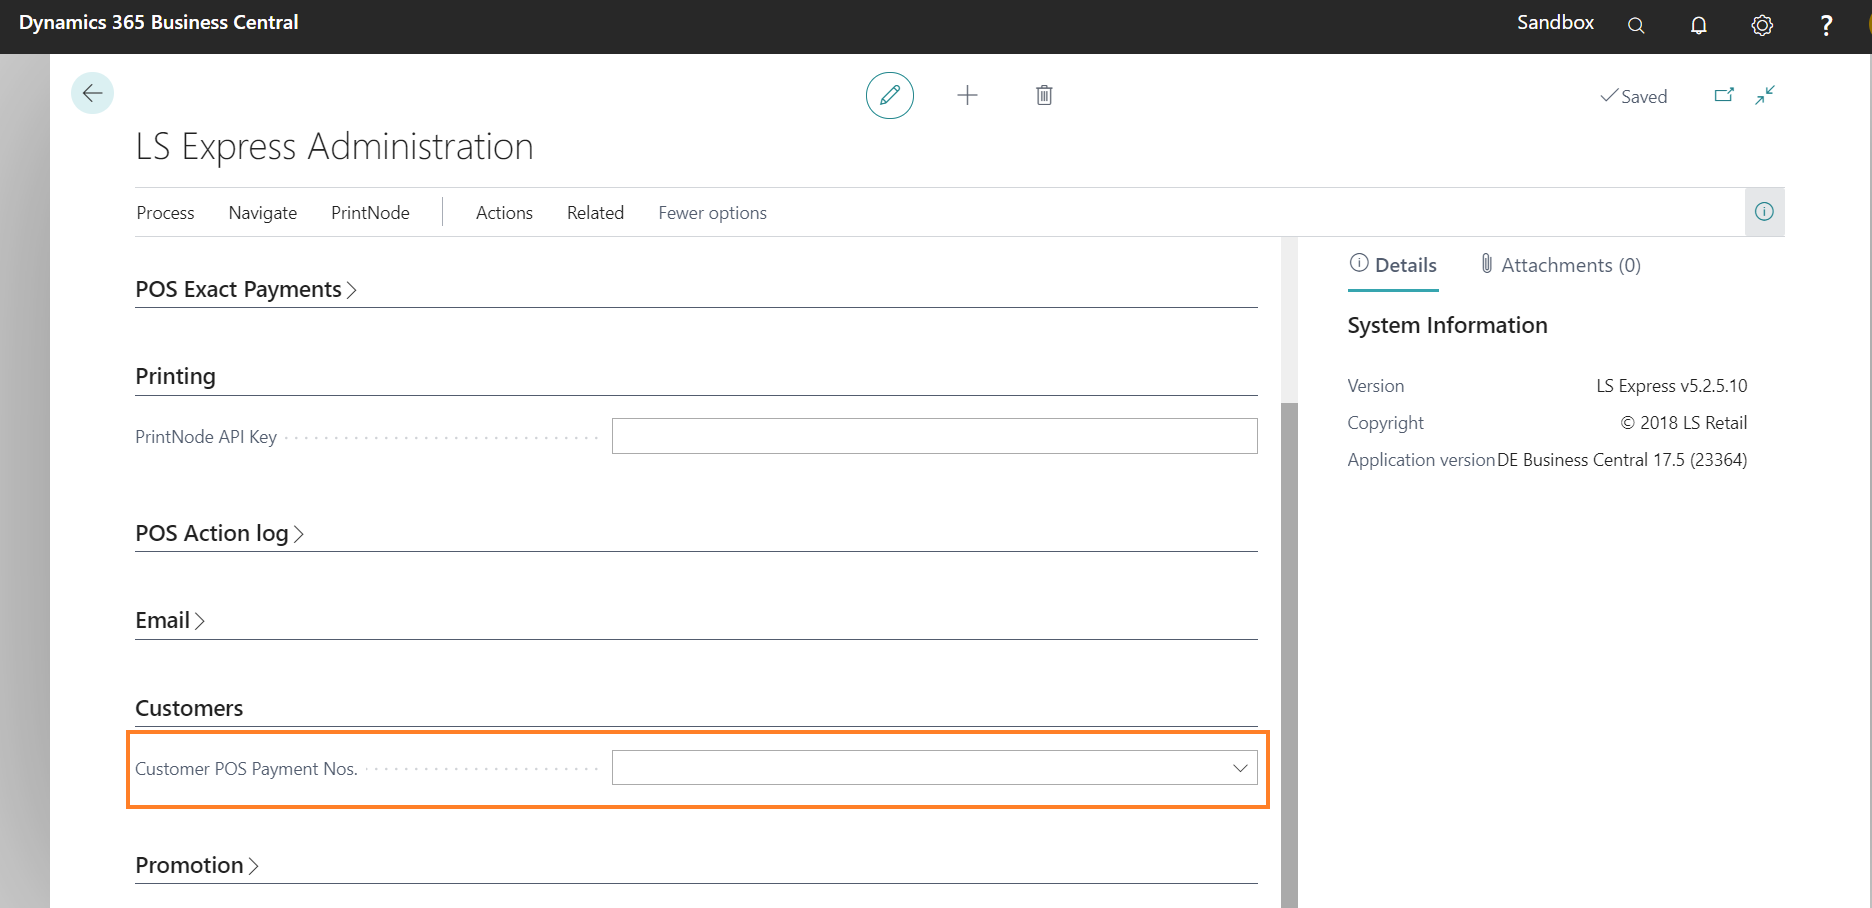 Dynamics 365 Business Central
Sandbox
?
Saved
LS Express Administration
Process Navigate PrintNode Actions Related Fewer options
POS Exact Payments
Printing
PrintNode API Key
POS Action log
Email
Customers
Customer POS Payment Nos.
Promotion
Details Attachments (0)
System Information
Version LS Express v5.2.5.10
Copyright © 2018 LS Retail
Application version DE Business Central 17.5 (23364)